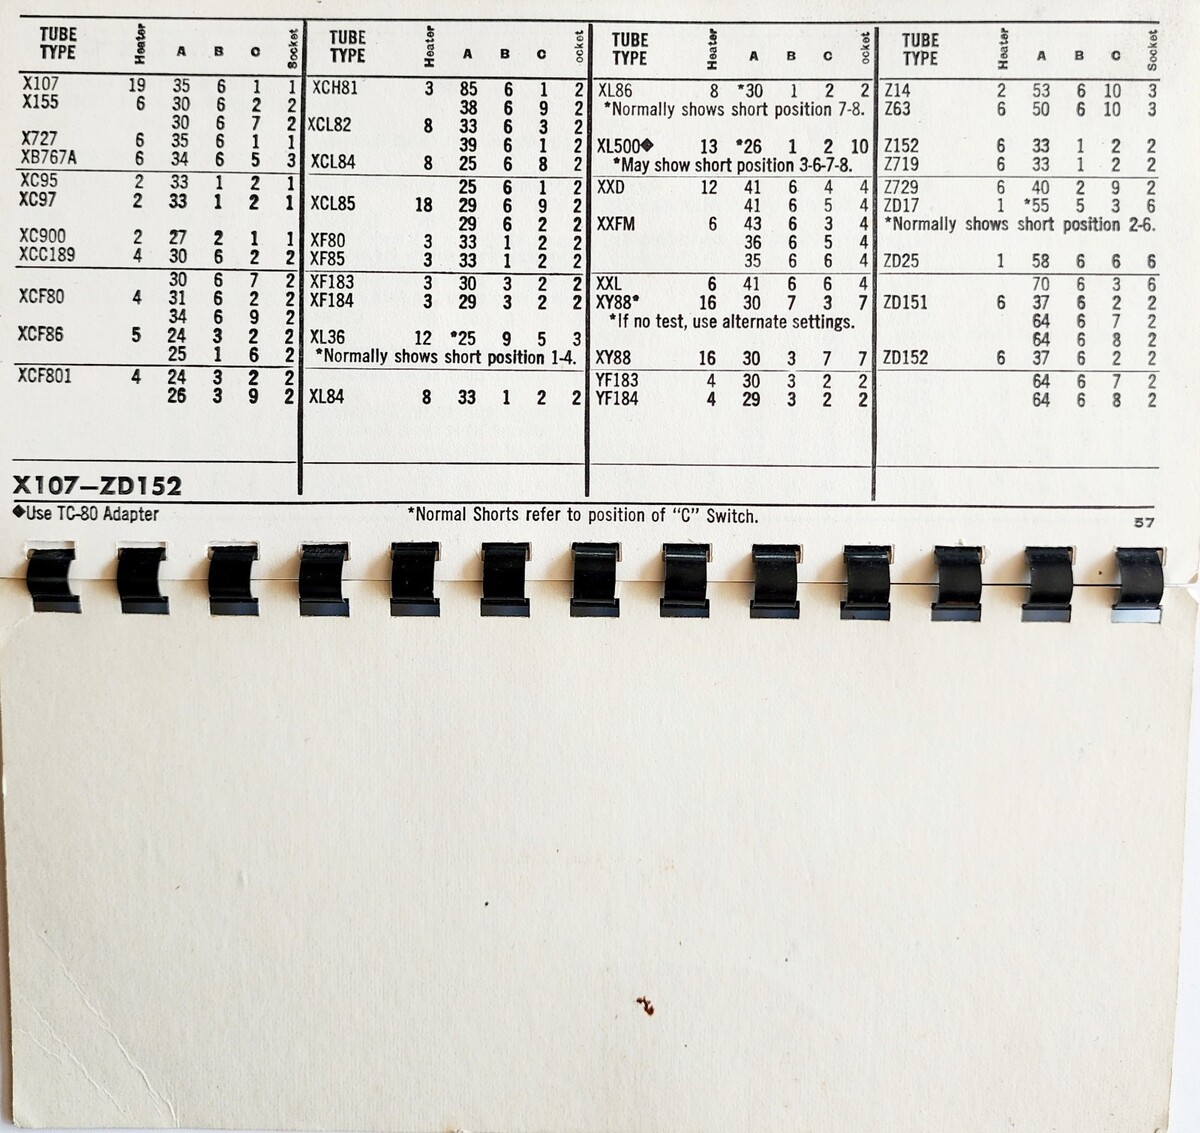 TUBE TYPE Heater A B C Socket
X107 19 35 6 1 1
X155 6 30 6 2 2
30 6 7 2
X727 6 35 6 1 1
XB767A 6 34 6 5 3
XC95 2 33 1 2 1
XC97 2 33 1 2 1
XC900 2 27 2 1 1
XCC189 4 30 6 2 2
30 6 7 2
XCF80 4 31 6 2 2
34 6 9 2
XCF86 5 24 3 2 2
25 1 6 2
XCF801 4 24 3 2 2
26 3 9 2
TUBE TYPE Heater A B C ocket
XCH81 3 85 6 1 2
38 6 9 2
XCL82 8 33 6 3 2
39 6 1 2
XCL84 8 25 6 8 2
25 6 1 2
XCL85 18 29 6 9 2
29 6 2 2
XF80 3 33 1 2 2
XF85 3 33 1 2 2
XF183 3 30 3 2 2
XF184 3 29 3 2 2
XL36 12 *25 9 5 3
*Normally shows short position 1-4.
XL84 8 33 1 2 2
TUBE TYPE Heater A B C ocket
XL86 8 *30 1 2 2
*Normally shows short position 7-8.
XL500◆ 13 *26 1 2 10
*May show short position 3-6-7-8.
XXD 12 41 6 4 4
41 6 5 4
XXFM 6 43 6 3 4
36 6 5 4
35 6 6 4
XXL 6 41 6 6 4
XY88* 16 30 7 3 7
*If no test, use alternate settings.
XY88 16 30 3 7 7
YF183 4 30 3 2 2
YF184 4 29 3 2 2
TUBE TYPE Heater A B C Socket
Z14 2 53 6 10 3
Z63 6 50 6 10 3
Z152 6 33 1 2 2
Z719 6 33 1 2 2
Z729 6 40 2 9 2
ZD17 1 *55 5 3 6
*Normally shows short position 2-6.
ZD25 1 58 6 6 6
70 6 3 6
ZD151 6 37 6 2 2
64 6 7 2
64 6 8 2
ZD152 6 37 6 2 2
64 6 7 2
64 6 8 2
X107—ZD152
◆Use TC-80 Adapter
*Normal Shorts refer to position of "C" Switch.
57